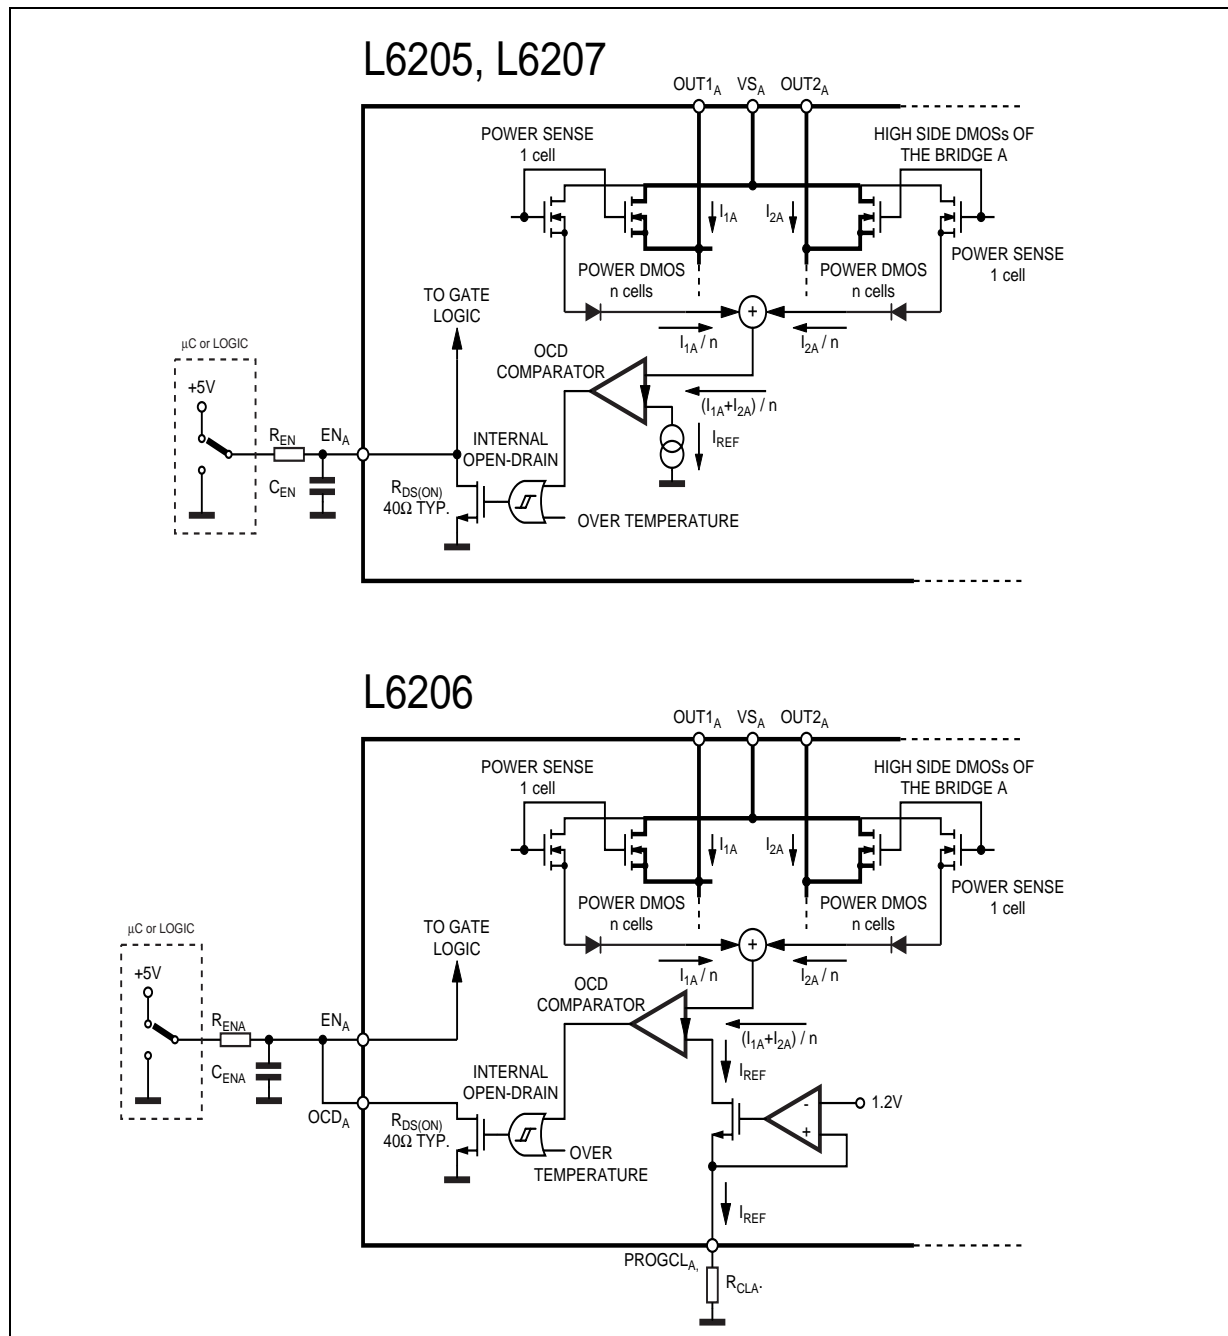 L6205, L6207
OUT1A VSA OUT2A
POWER SENSE
1 cell
HIGH SIDE DMOSs OF
THE BRIDGE A
I1A
I2A
POWER DMOS
n cells
POWER DMOS
n cells
POWER SENSE
1 cell
TO GATE
LOGIC
+
I1A / n
I2A / n
µC or LOGIC
+5V
OCD
COMPARATOR
(I1A+I2A) / n
IREF
REN
ENA
CEN
INTERNAL
OPEN-DRAIN
RDS(ON)
40Ω TYP.
OVER TEMPERATURE
L6206
OUT1A VSA OUT2A
POWER SENSE
1 cell
HIGH SIDE DMOSs OF
THE BRIDGE A
I1A
I2A
POWER DMOS
n cells
POWER DMOS
n cells
POWER SENSE
1 cell
TO GATE
LOGIC
+
I1A / n
I2A / n
µC or LOGIC
+5V
OCD
COMPARATOR
(I1A+I2A) / n
IREF
RENA
ENA
CENA
OCDA
INTERNAL
OPEN-DRAIN
RDS(ON)
40Ω TYP.
OVER
TEMPERATURE
-
+
1.2V
IREF
PROGCLA,
RCLA.